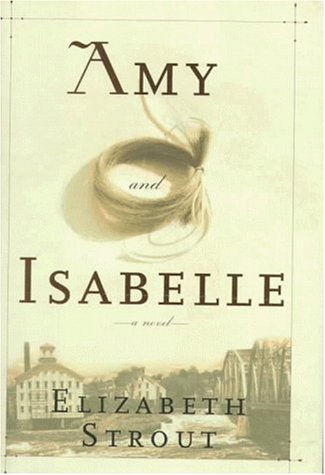 AMY
and
ISABELLE
—a novel—
ELIZABETH
STROUT